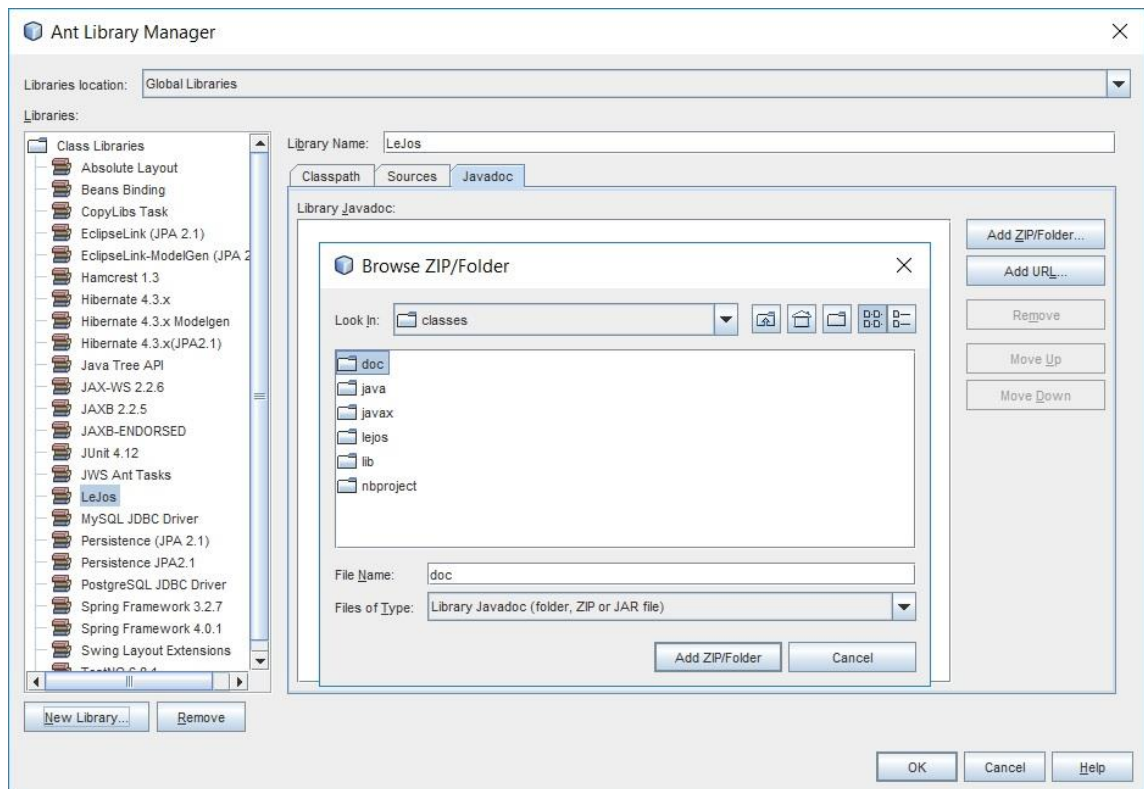 Ant Library Manager
Libraries location: Global Libraries
Libraries:
Class Libraries
Absolute Layout
Beans Binding
CopyLibs Task
EclipseLink (JPA 2.1)
EclipseLink-ModelGen (JPA 2
Hamcrest 1.3
Hibernate 4.3.x
Hibernate 4.3.x Modelgen
Hibernate 4.3.x(JPA2.1)
Java Tree API
JAX-WS 2.2.6
JAXB 2.2.5
JAXB-ENDORSED
JUnit 4.12
JWS Ant Tasks
LeJos
MySQL JDBC Driver
Persistence (JPA 2.1)
Persistence JPA2.1
PostgreSQL JDBC Driver
Spring Framework 3.2.7
Spring Framework 4.0.1
Swing Layout Extensions
New Library...
Remove
Library Name: LeJos
Classpath Sources Javadoc
Library Javadoc:
Add ZIP/Folder...
Add URL...
Remove
Move Up
Move Down
Browse ZIP/Folder
Look In: classes
doc
java
javax
lejos
lib
nbproject
File Name: doc
Files of Type: Library Javadoc (folder, ZIP or JAR file)
Add ZIP/Folder Cancel
OK Cancel Help